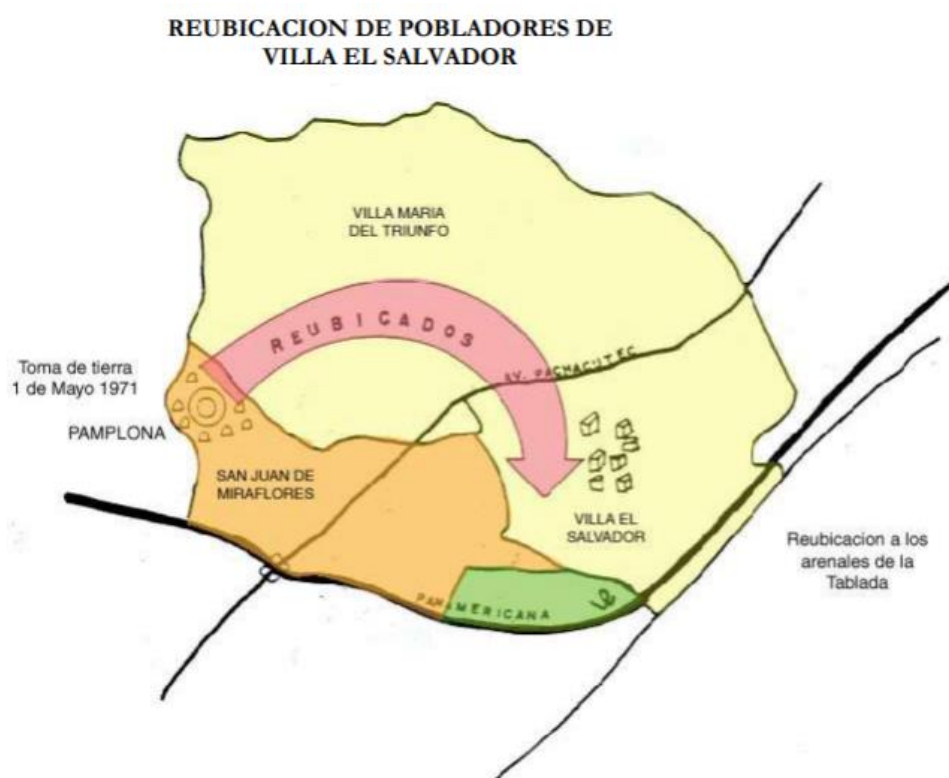 REUBICACION DE POBLADORES DE
VILLA EL SALVADOR
VILLA MARIA
DEL TRIUNFO
REUBICADOS
AV. PACHACUTEC
Toma de tierra
1 de Mayo 1971
PAMPLONA
SAN JUAN DE
MIRAFLORES
VILLA EL
SALVADOR
Reubicacion a los
arenales de la
Tablada
PANAMERICANA